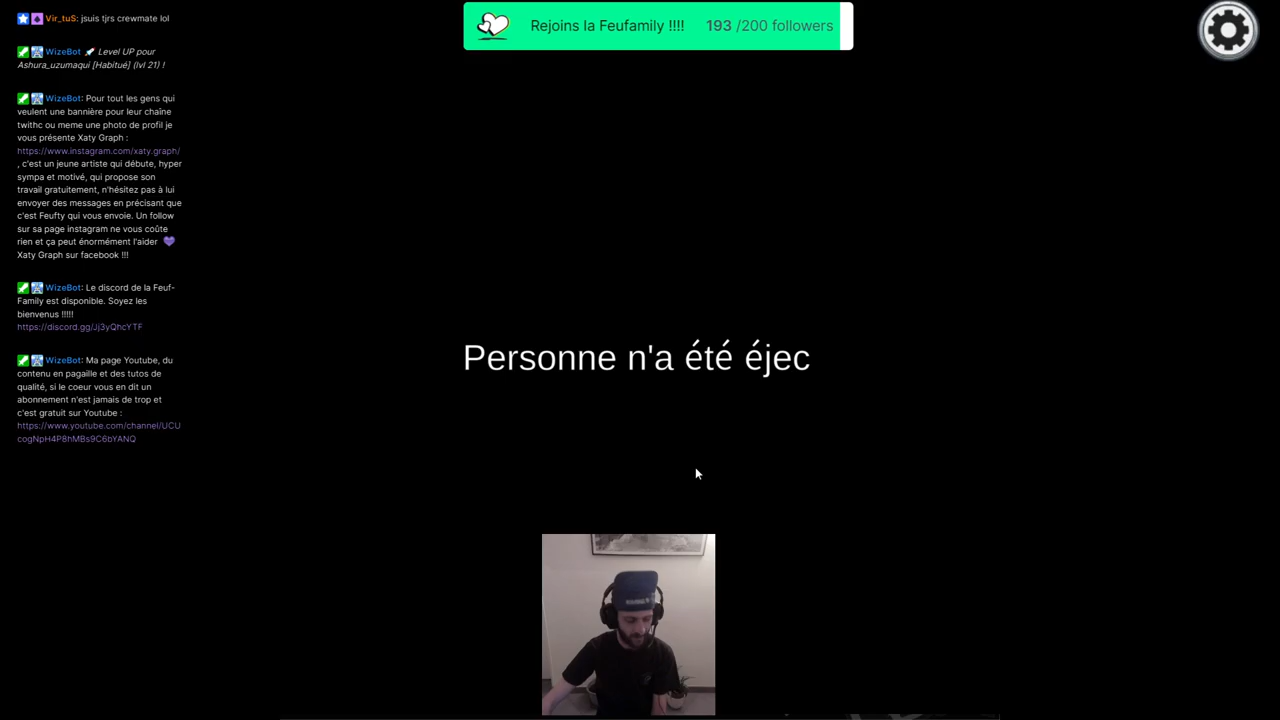 Vir_tuS: jsuis tjrs crewmate lol
WizeBot 🚀 Level UP pour
Ashura_uzumaqui [Habitué] (lvl 21) !
WizeBot: Pour tout les gens qui
veulent une bannière pour leur chaîne
twithc ou meme une photo de profil je
vous présente Xaty Graph :
https://www.instagram.com/xaty.graph/
, c'est un jeune artiste qui débute, hyper
sympa et motivé, qui propose son
travail gratuitement, n'hésitez pas à lui
envoyer des messages en précisant que
c'est Feufty qui vous envoie. Un follow
sur sa page instagram ne vous coûte
rien et ça peut énormément l'aider 💜
Xaty Graph sur facebook !!!
WizeBot: Le discord de la Feuf-
Family est disponible. Soyez les
bienvenus !!!!!
https://discord.gg/Jj3yQhcYTF
WizeBot: Ma page Youtube, du
contenu en pagaille et des tutos de
qualité, si le coeur vous en dit un
abonnement n'est jamais de trop et
c'est gratuit sur Youtube :
https://www.youtube.com/channel/UCU
cogNpH4P8hMBs9C6bYANQ
Rejoins la Feufamily !!!! 193 /200 followers
Personne n'a été éjec